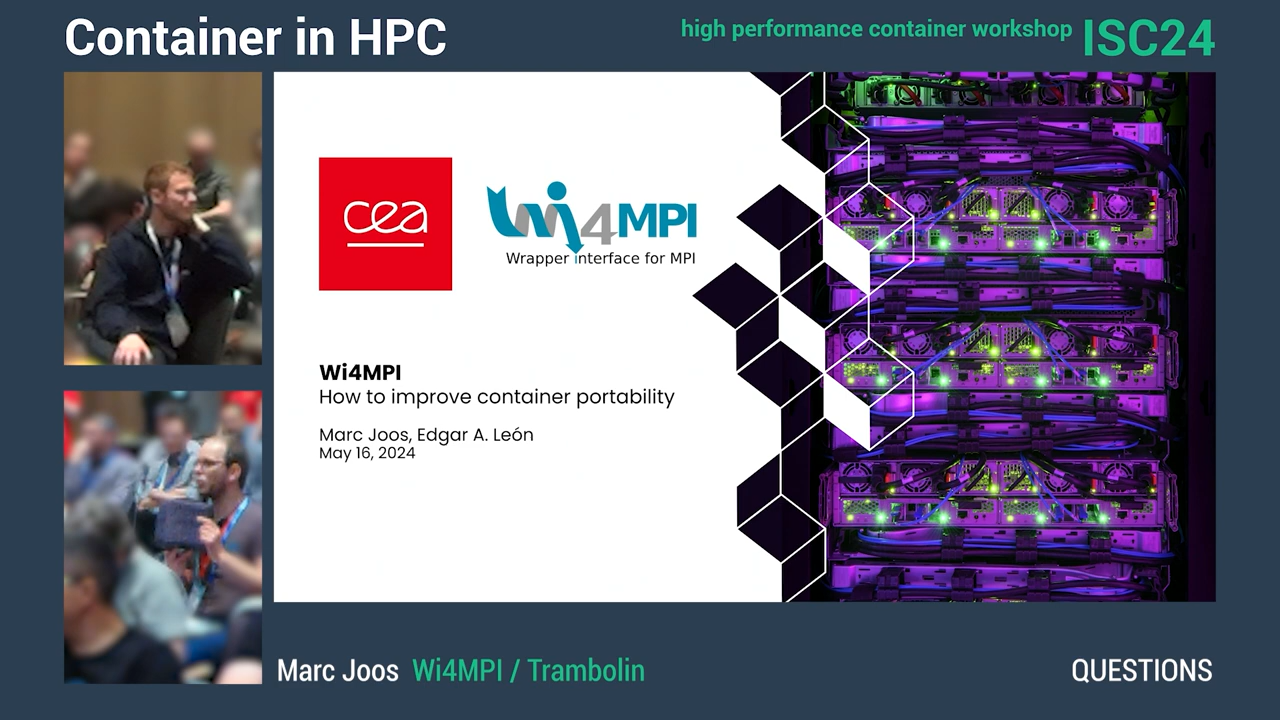 Container in HPC
high performance container workshop ISC24
cea
Wi4MPI
Wrapper interface for MPI
Wi4MPI
How to improve container portability
Marc Joos, Edgar A. León
May 16, 2024
Marc Joos Wi4MPI / Trambolin
QUESTIONS